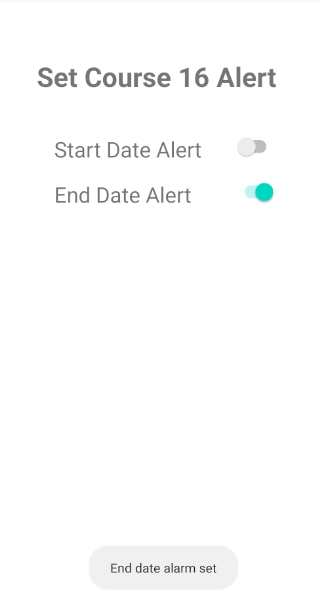 Set Course 16 Alert
Start Date Alert
End Date Alert
End date alarm set